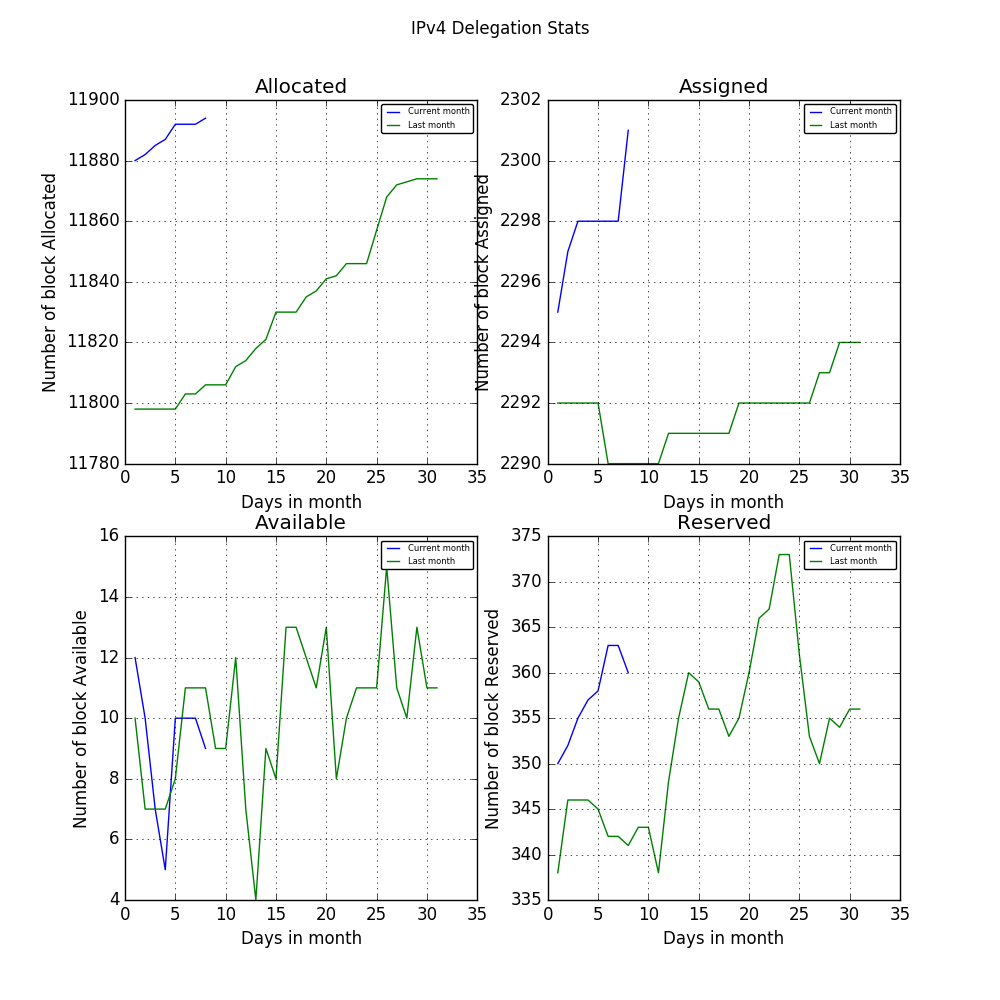 IPv4 Delegation Stats
Allocated
Number of block Allocated
11900
11880
11860
11840
11820
11800
11780
Current month
Last month
0 5 10 15 20 25 30 35
Days in month
Assigned
Number of block Assigned
2302
2300
2298
2296
2294
2292
2290
Current month
Last month
0 5 10 15 20 25 30 35
Days in month
Available
Number of block Available
16
14
12
10
8
6
4
Current month
Last month
0 5 10 15 20 25 30 35
Days in month
Reserved
Number of block Reserved
375
370
365
360
355
350
345
340
335
Current month
Last month
0 5 10 15 20 25 30 35
Days in month